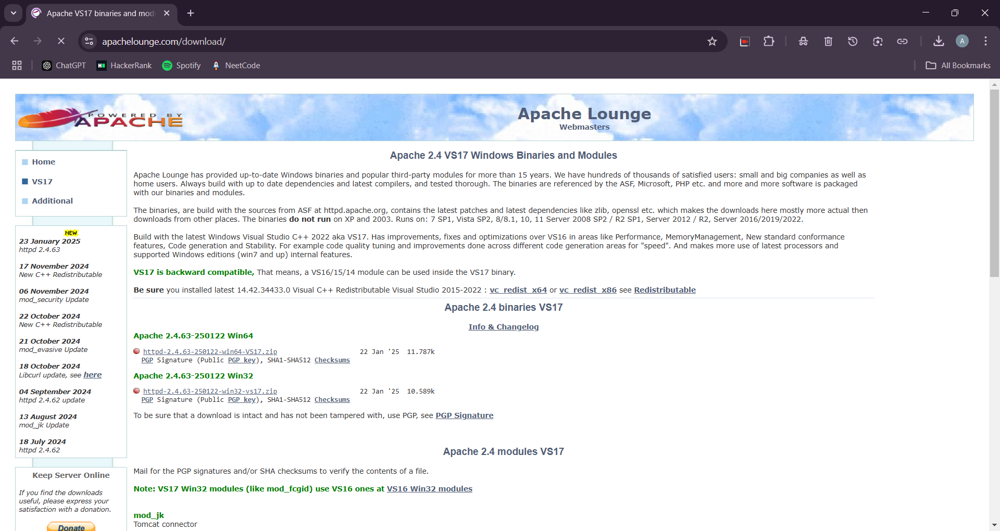 Apache VS17 binaries and mod
apachelounge.com/download/
A
ChatGPT
HackerRank
Spotify
NeetCode
All Bookmarks
POWERED BY
APACHE
Apache Lounge
Webmasters
Home
VS17
Additional
NEW
23 January 2025
httpd 2.4.63
17 November 2024
New C++ Redistributable
06 November 2024
mod_security Update
22 October 2024
New C++ Redistributable
21 October 2024
mod_evasive Update
18 October 2024
Libcurl update, see here
04 September 2024
httpd 2.4.62 update
13 August 2024
mod_jk Update
18 July 2024
httpd 2.4.62
Keep Server Online
If you find the downloads
useful, please express your
satisfaction with a donation.
Donate
Apache 2.4 VS17 Windows Binaries and Modules
Apache Lounge has provided up-to-date Windows binaries and popular third-party modules for more than 15 years. We have hundreds of thousands of satisfied users: small and big companies as well as
home users. Always build with up to date dependencies and latest compilers, and tested thorough. The binaries are referenced by the ASF, Microsoft, PHP etc. and more and more software is packaged
with our binaries and modules.
The binaries, are build with the sources from ASF at httpd.apache.org, contains the latest patches and latest dependencies like zlib, openssl etc. which makes the downloads here mostly more actual then
downloads from other places. The binaries do not run on XP and 2003. Runs on: 7 SP1, Vista SP2, 8/8.1, 10, 11 Server 2008 SP2 / R2 SP1, Server 2012 / R2, Server 2016/2019/2022.
Build with the latest Windows Visual Studio C++ 2022 aka VS17. Has improvements, fixes and optimizations over VS16 in areas like Performance, MemoryManagement, New standard conformance
features, Code generation and Stability. For example code quality tuning and improvements done across different code generation areas for "speed". And makes more use of latest processors and
supported Windows editions (win7 and up) internal features.
VS17 is backward compatible, That means, a VS16/15/14 module can be used inside the VS17 binary.
Be sure you installed latest 14.42.34433.0 Visual C++ Redistributable Visual Studio 2015-2022 : vc_redist_x64 or vc_redist_x86 see Redistributable
Apache 2.4 binaries VS17
Info & Changelog
Apache 2.4.63-250122 Win64
httpd-2.4.63-250122-win64-VS17.zip 22 Jan '25 11.787k
PGP Signature (Public PGP key), SHA1-SHA512 Checksums
Apache 2.4.63-250122 Win32
httpd-2.4.63-250122-win32-vs17.zip 22 Jan '25 10.589k
PGP Signature (Public PGP key), SHA1-SHA512 Checksums
To be sure that a download is intact and has not been tampered with, use PGP, see PGP Signature
Apache 2.4 modules VS17
Mail for the PGP signatures and/or SHA checksums to verify the contents of a file.
Note: VS17 Win32 modules (like mod_fcgid) use VS16 ones at VS16 Win32 modules
mod_jk
Tomcat connector